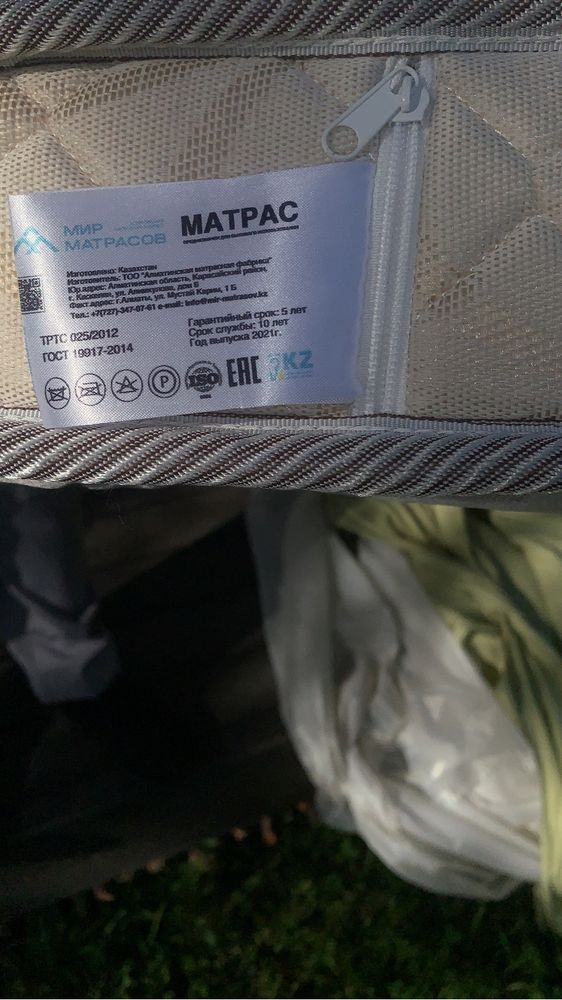 МИР
МАТРАСОВ
МАТРАС
Изготовлено: Казахстан
Изготовитель: ТОО "Алматинская матрасная фабрика"
Юр.адрес: Алматинская область, Карасайский район,
г. Каскелен, ул. Алимкулова, дом 6
Факт.адрес: г.Алматы, ул. Мустай Карим, 1 Б
Тел.: +7(727)-347-07-61 e-mail: info@mir-matrasov.kz
ТРТС 025/2012
ГОСТ 19917-2014
Гарантийный срок: 5 лет
Срок службы: 10 лет
Год выпуска 2021г.
P
ISO
ЕАС
KZ